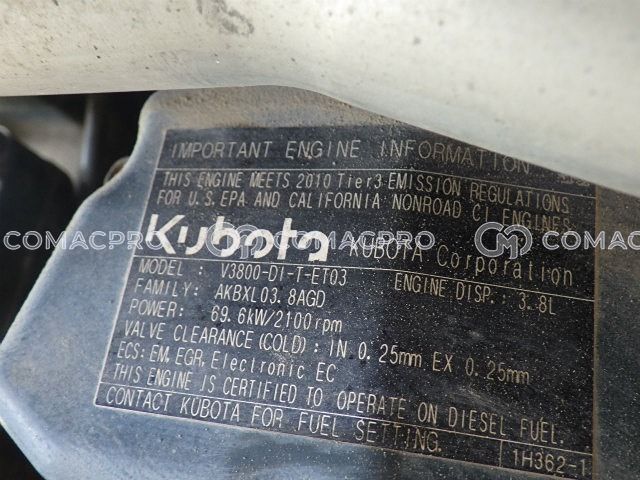 IMPORTANT ENGINE INFORMATION
THIS ENGINE MEETS 2010 Tier3 EMISSION REGULATIONS
FOR U.S. EPA AND CALIFORNIA NONROAD CI ENGINES
Kubota KUBOTA Corporation
COMACPRO COMACPRO COMACPRO
MODEL : V3800-DI-T-ET03 ENGINE DISP.: 3.8L
FAMILY: AKBXL03.8AGD
POWER: 69.6kW/2100rpm
VALVE CLEARANCE(COLD): IN 0.25mm EX 0.25mm
ECS: EM, EGR, Electronic EC
THIS ENGINE IS CERTIFIED TO OPERATE ON DIESEL FUEL.
CONTACT KUBOTA FOR FUEL SETTING.
1H362-1